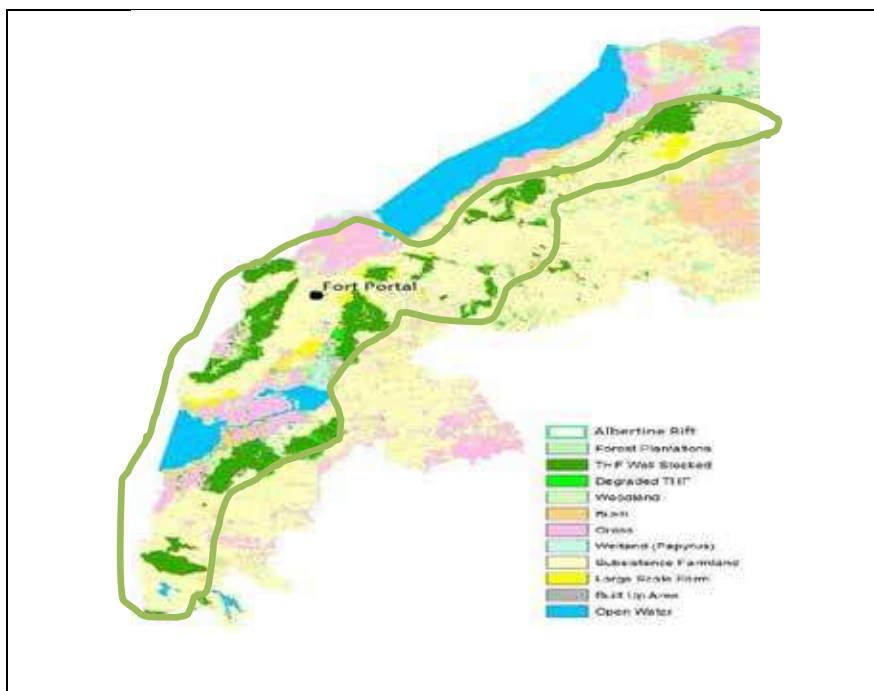 Fort Portal
Albertine Rift
Forest Plantations
THF Well Stocked
Degraded THF
Woodland
Bush
Grass
Wetland (Papyrus)
Subsistence Farmland
Large Scale Farm
Built Up Area
Open Water